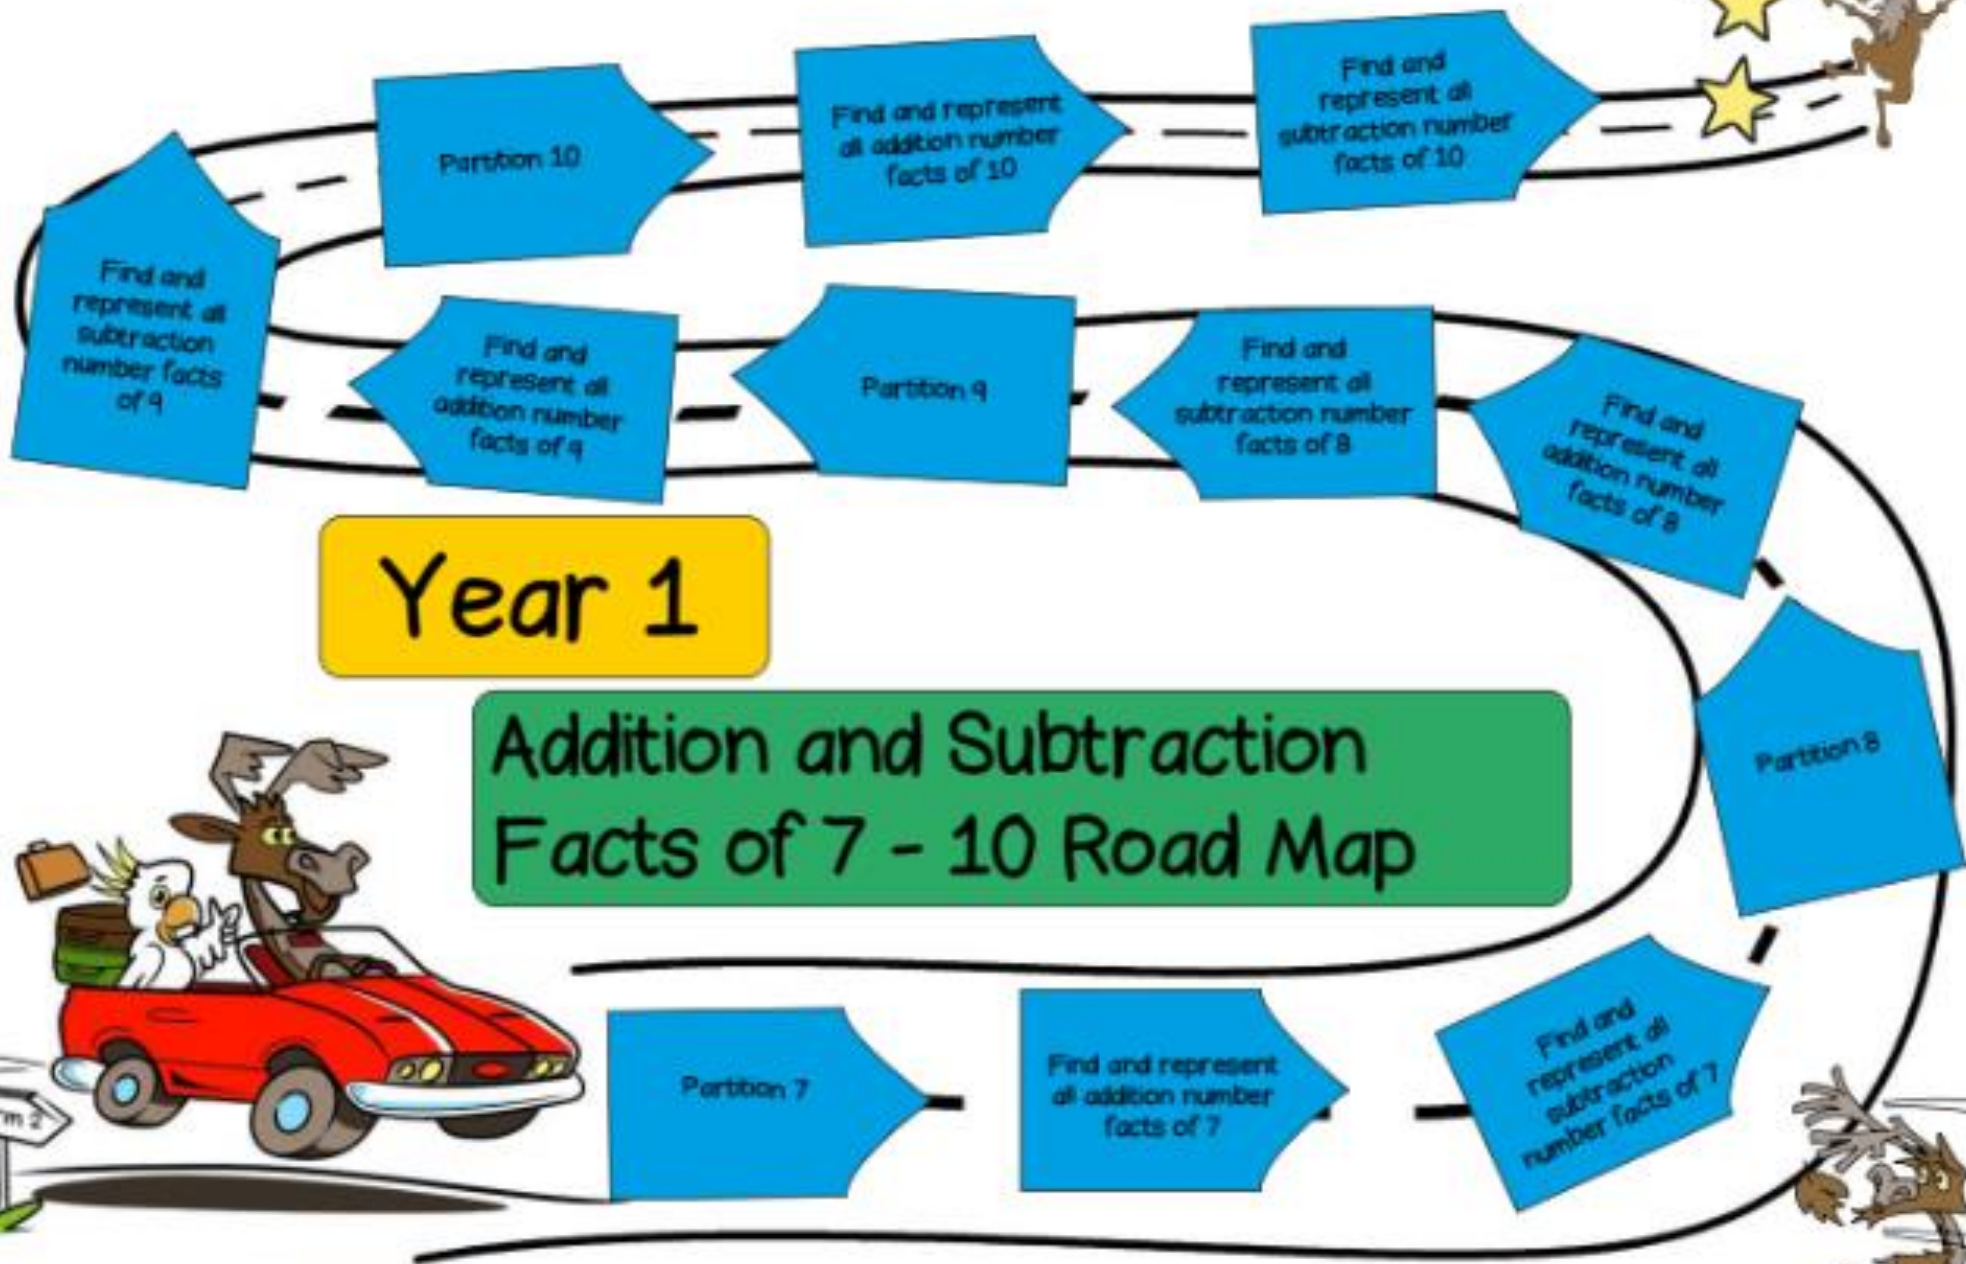 Find and
represent all
subtraction number
facts of 10
Find and represent
all addition number
facts of 10
Partition 10
Find and
represent all
subtraction
number facts
of 9
Find and
represent all
addition number
facts of 9
Partition 9
Find and
represent all
subtraction number
facts of 8
Find and
represent all
addition number
facts of 8
Year 1
Addition and Subtraction
Facts of 7 - 10 Road Map
Partition 8
Partition 7
Find and represent
all addition number
facts of 7
Find and
represent all
subtraction
number facts of 7